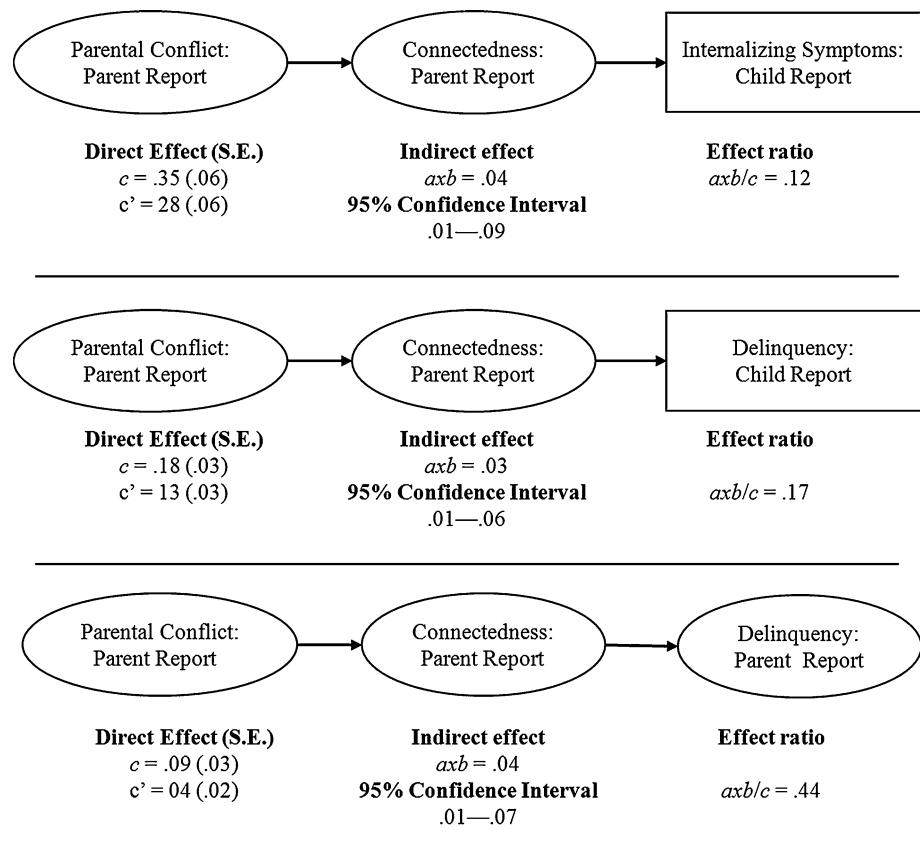 Parental Conflict:
Parent Report
Connectedness:
Parent Report
Internalizing Symptoms:
Child Report
Direct Effect (S.E.)
c = .35 (.06)
c’ = 28 (.06)
Indirect effect
axb = .04
95% Confidence Interval
.01—.09
Effect ratio
axb/c = .12
Parental Conflict:
Parent Report
Connectedness:
Parent Report
Delinquency:
Child Report
Direct Effect (S.E.)
c = .18 (.03)
c’ = 13 (.03)
Indirect effect
axb = .03
95% Confidence Interval
.01—.06
Effect ratio
axb/c = .17
Parental Conflict:
Parent Report
Connectedness:
Parent Report
Delinquency:
Parent Report
Direct Effect (S.E.)
c = .09 (.03)
c’ = 04 (.02)
Indirect effect
axb = .04
95% Confidence Interval
.01—.07
Effect ratio
axb/c = .44